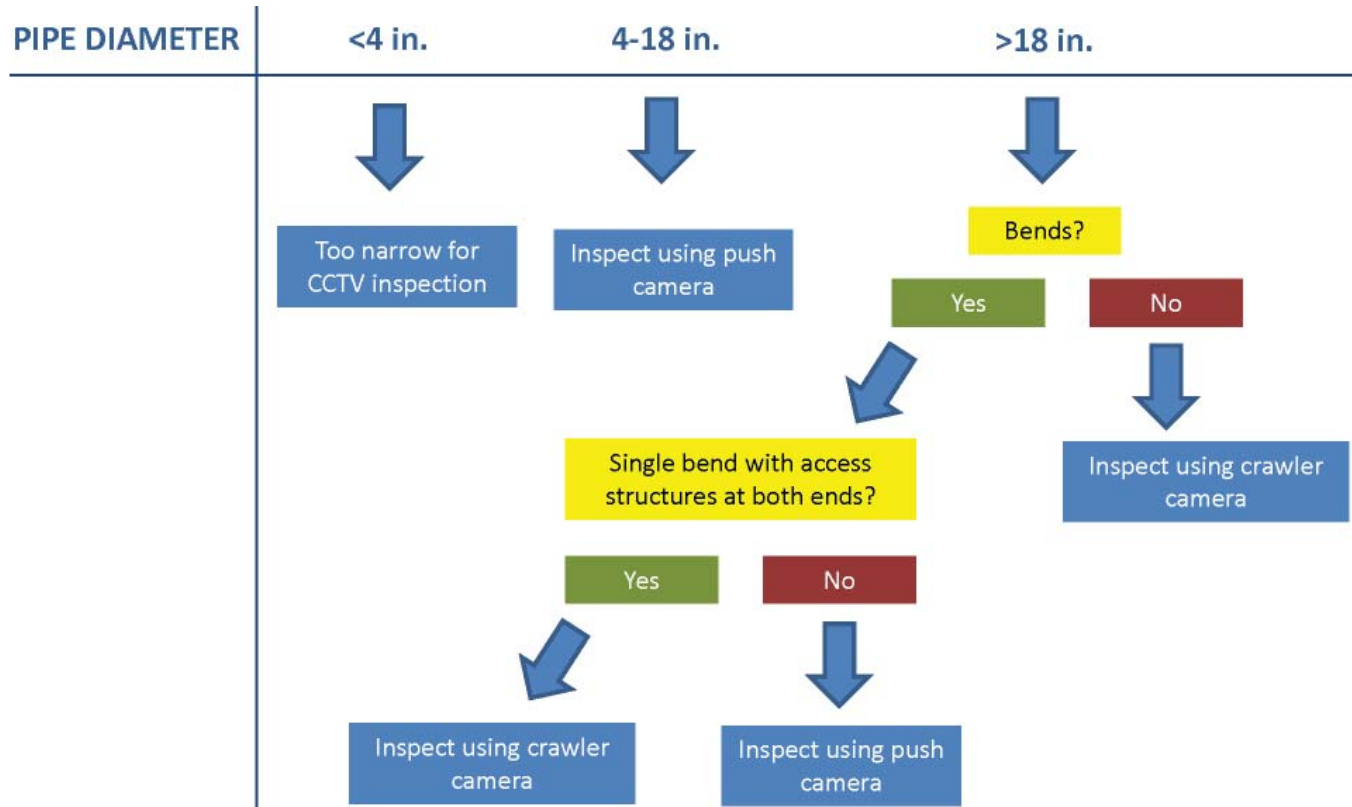 PIPE DIAMETER <4 in. 4-18 in. >18 in.
Too narrow for
CCTV inspection
Inspect using push
camera
Bends?
Yes No
Single bend with access
structures at both ends?
Inspect using crawler
camera
Yes No
Inspect using crawler
camera
Inspect using push
camera